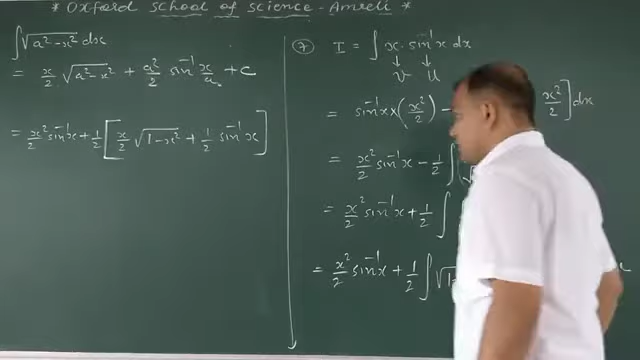 * Oxford School of Science - Amreli *
∫√(a²-x²) dx
= x/2 √(a²-x²) + a²/2 sin⁻¹ x/a + c
= x²/2 sin⁻¹x + 1/2 [x/2 √(1-x²) + 1/2 sin⁻¹x]
⑦ I = ∫ x · sin⁻¹x dx
↓ ↓
v u
= sin⁻¹x × (x²/2) - x²/2] dx
= x²/2 sin⁻¹x - 1/2 ∫
= x²/2 sin⁻¹x + 1/2 ∫
= x²/2 sin⁻¹x + 1/2 ∫ √1-